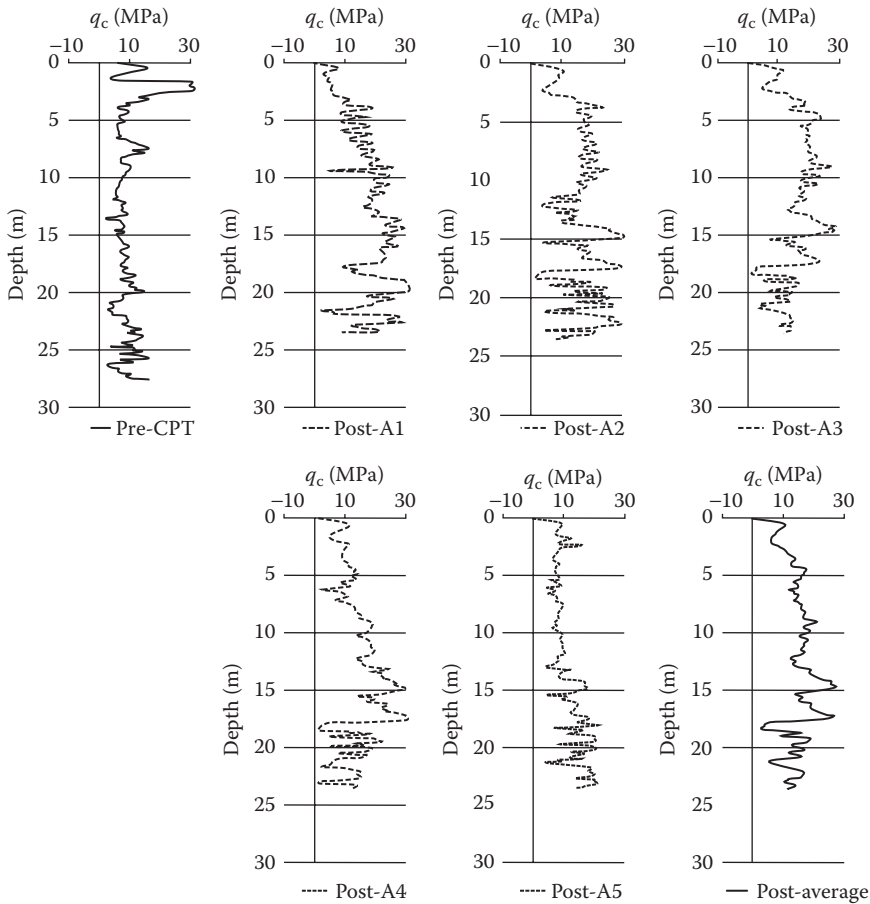 qc (MPa) qc (MPa) qc (MPa) qc (MPa)
−10 10 30 −10 10 30 −10 10 30 −10 10 30
0 0 0 0
5 5 5 5
10 10 10 10
15 15 15 15
20 20 20 20
25 25 25 25
30 30 30 30
Depth (m) Depth (m) Depth (m) Depth (m)
Pre-CPT Post-A1 Post-A2 Post-A3
qc (MPa) qc (MPa) qc (MPa)
−10 10 30 −10 10 30 −10 10 30
0 0 0
5 5 5
10 10 10
15 15 15
20 20 20
25 25 25
30 30 30
Depth (m) Depth (m) Depth (m)
Post-A4 Post-A5 Post-average